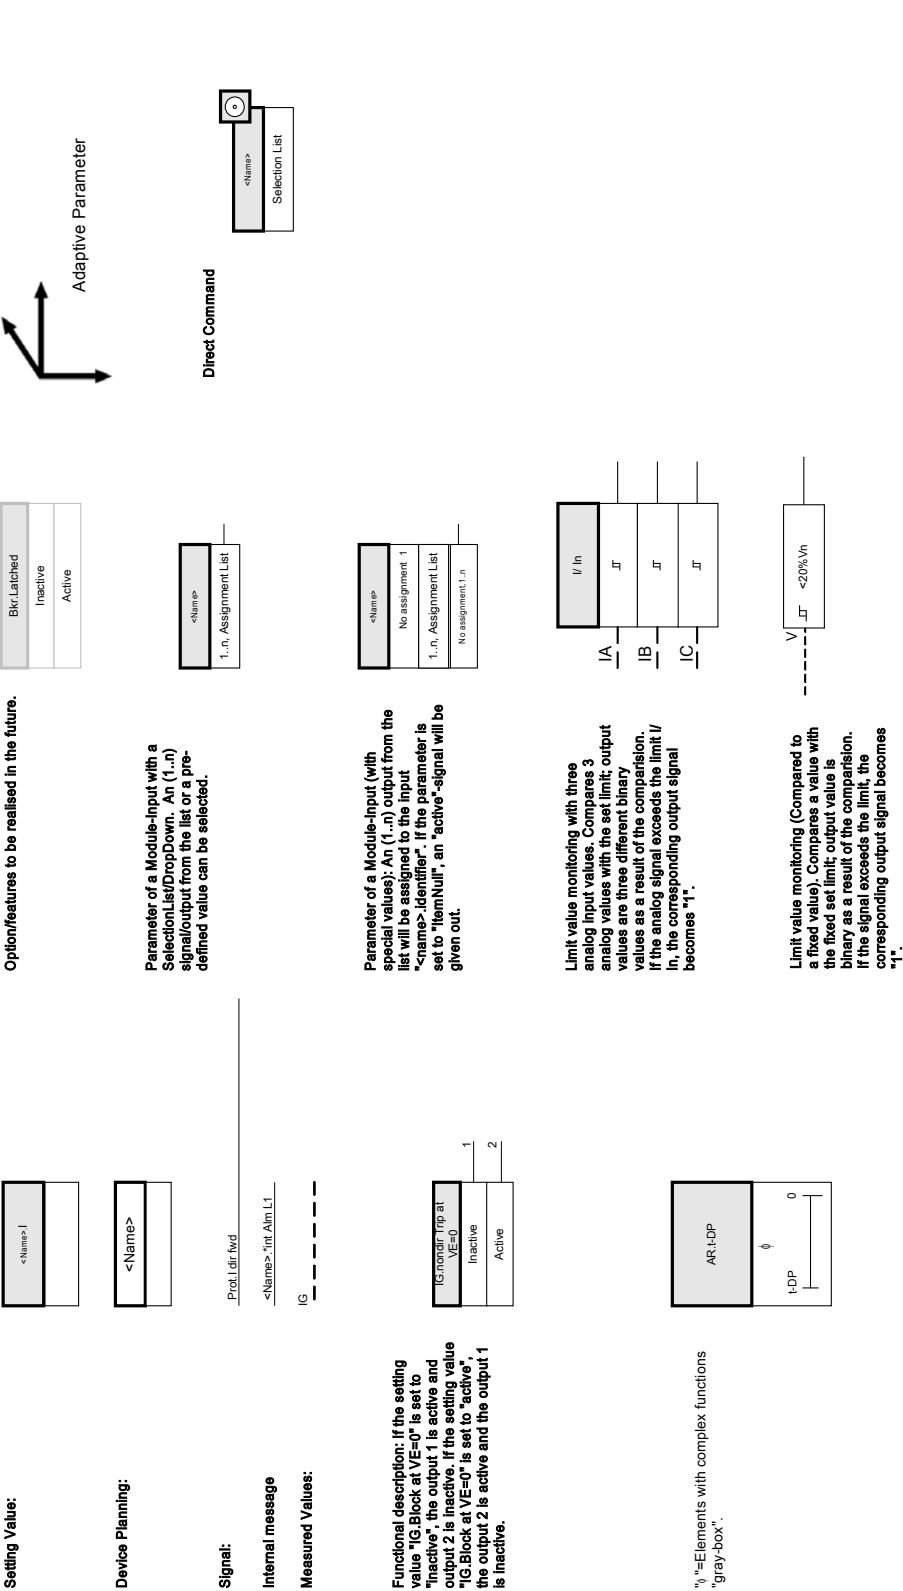 Setting Value:
<Name>.I
Device Planning:
<Name>
Signal:
Prot.I dir fwd
Internal message
<Name>.*Int Alm L1
Measured Values:
IG
Functional description: If the setting
value "IG.Block at VE=0" is set to
"inactive", the output 1 is active and
output 2 is inactive. If the setting value
"IG.Block at VE=0" is set to "active",
the output 2 is active and the output 1
is inactive.
IG.nondir Trip at
VE=0
Inactive
1
Active
2
"ϕ"=Elements with complex functions
"gray-box".
AR.t-DP
ϕ
t-DP
0
Option/features to be realised in the future.
Bkr.Latched
Inactive
Active
Parameter of a Module-Input with a
SelectionList/DropDown. An (1..n)
signal/output from the list or a pre-
defined value can be selected.
<Name>
1..n, Assignment List
Parameter of a Module-Input (with
special values): An (1..n) output from the
list will be assigned to the input
"<name>.identifier". If the parameter is
set to "ItemNull", an "active"-signal will be
given out.
<Name>
No assignment 1
1..n, Assignment List
No assignment,1..n
Limit value monitoring with three
analog input values. Compares 3
analog values with the set limit; output
values are three different binary
values as a result of the comparision.
If the analog signal exceeds the limit I/
In, the corresponding output signal
becomes "1".
I/ In
IA
IB
IC
Limit value monitoring (Compared to
a fixed value). Compares a value with
the fixed set limit; output value is
binary as a result of the comparision.
If the signal exceeds the limit, the
corresponding output signal becomes
"1".
V
<20%Vn
Adaptive Parameter
Direct Command
<Name>
Selection List